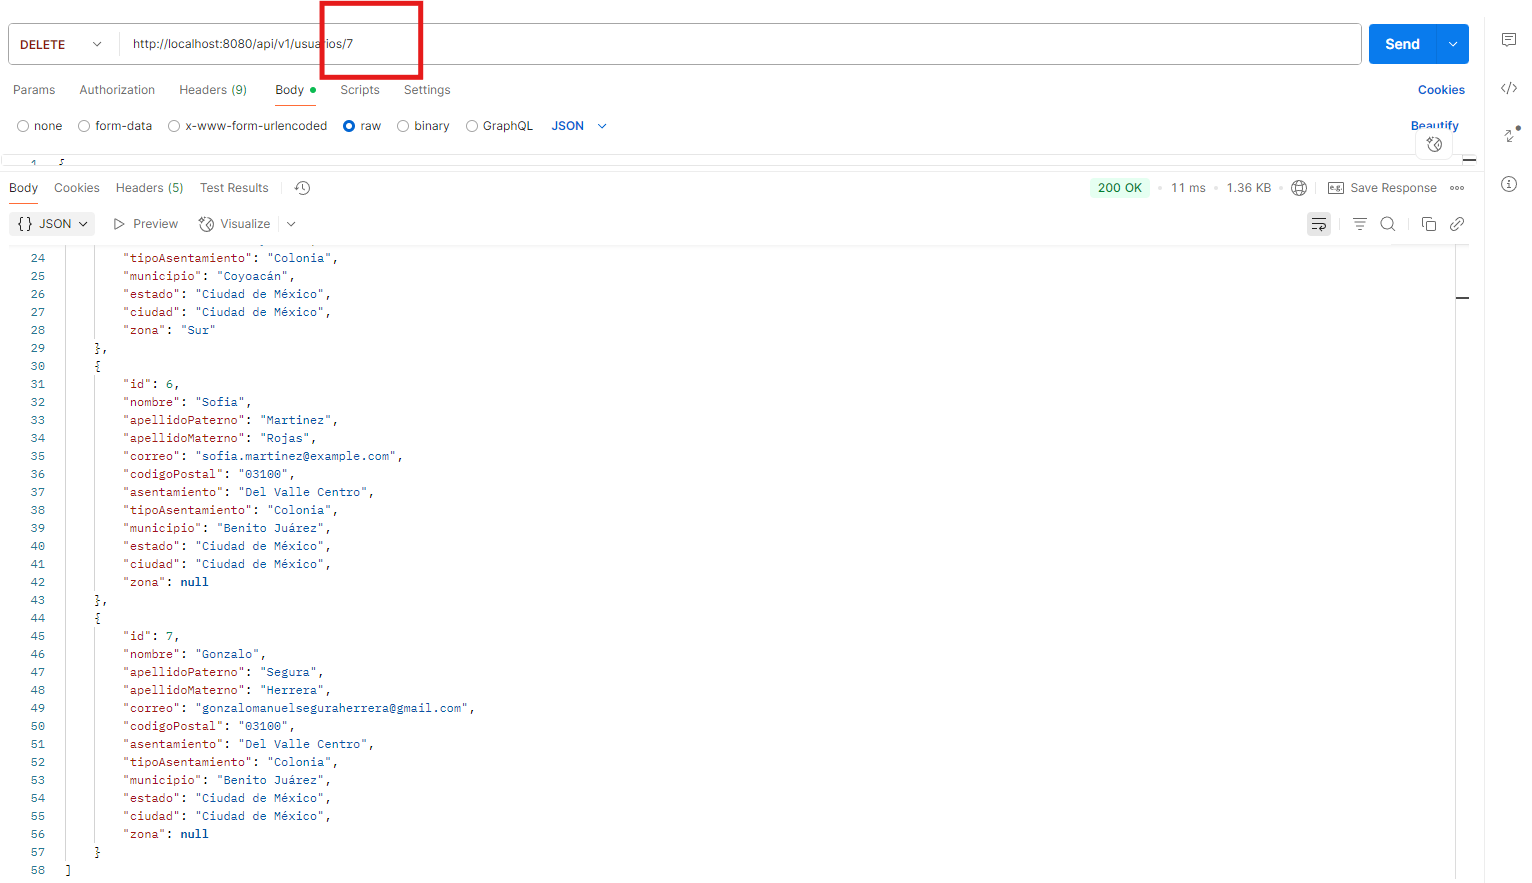 DELETE http://localhost:8080/api/v1/usuarios/7 Send
Params Authorization Headers (9) Body Scripts Settings Cookies
none form-data x-www-form-urlencoded raw binary GraphQL JSON Beautify
1 {
Body Cookies Headers (5) Test Results 200 OK 11 ms 1.36 KB e.g. Save Response
{} JSON Preview Visualize
24 "tipoAsentamiento": "Colonia",
25 "municipio": "Coyoacán",
26 "estado": "Ciudad de México",
27 "ciudad": "Ciudad de México",
28 "zona": "Sur"
29 },
30 {
31 "id": 6,
32 "nombre": "Sofia",
33 "apellidoPaterno": "Martinez",
34 "apellidoMaterno": "Rojas",
35 "correo": "sofia.martinez@example.com",
36 "codigoPostal": "03100",
37 "asentamiento": "Del Valle Centro",
38 "tipoAsentamiento": "Colonia",
39 "municipio": "Benito Juárez",
40 "estado": "Ciudad de México",
41 "ciudad": "Ciudad de México",
42 "zona": null
43 },
44 {
45 "id": 7,
46 "nombre": "Gonzalo",
47 "apellidoPaterno": "Segura",
48 "apellidoMaterno": "Herrera",
49 "correo": "gonzalomanuelseguraherrera@gmail.com",
50 "codigoPostal": "03100",
51 "asentamiento": "Del Valle Centro",
52 "tipoAsentamiento": "Colonia",
53 "municipio": "Benito Juárez",
54 "estado": "Ciudad de México",
55 "ciudad": "Ciudad de México",
56 "zona": null
57 }
58 ]